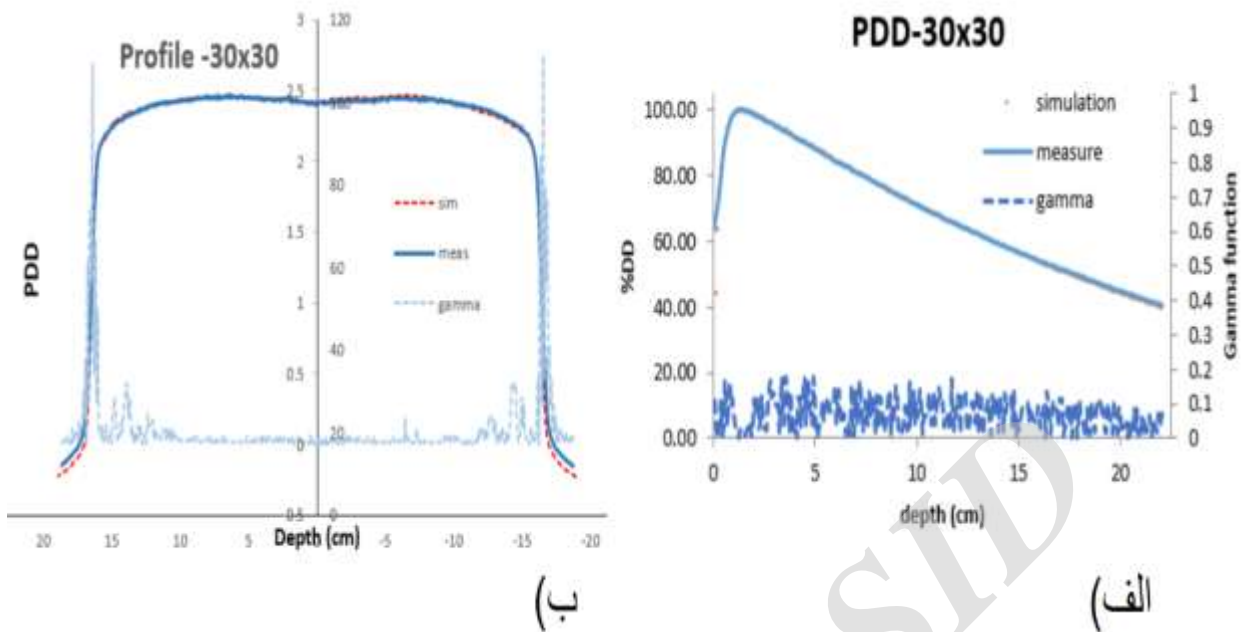 Profile -30x30
3
2.5
2
1.5
1
0.5
0
0.5
120
100
80
60
40
20
0
sim
meas
gamma
PDD
20 15 10 5 0 -5 -10 -15 -20
Depth (cm)
ب)
PDD-30x30
100.00
80.00
60.00
40.00
20.00
0.00
%DD
simulation
measure
gamma
1
0.9
0.8
0.7
0.6
0.5
0.4
0.3
0.2
0.1
0
Gamma function
0 5 10 15 20
depth (cm)
الف)
SID